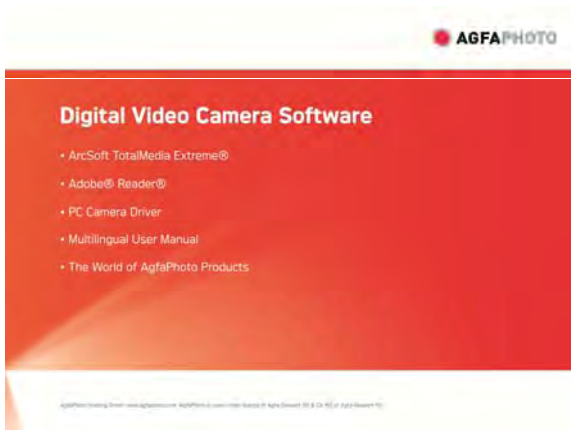 AGFAPHOTO
Digital Video Camera Software
• ArcSoft TotalMedia Extreme®
• Adobe® Reader®
• PC Camera Driver
• Multilingual User Manual
• The World of AgfaPhoto Products